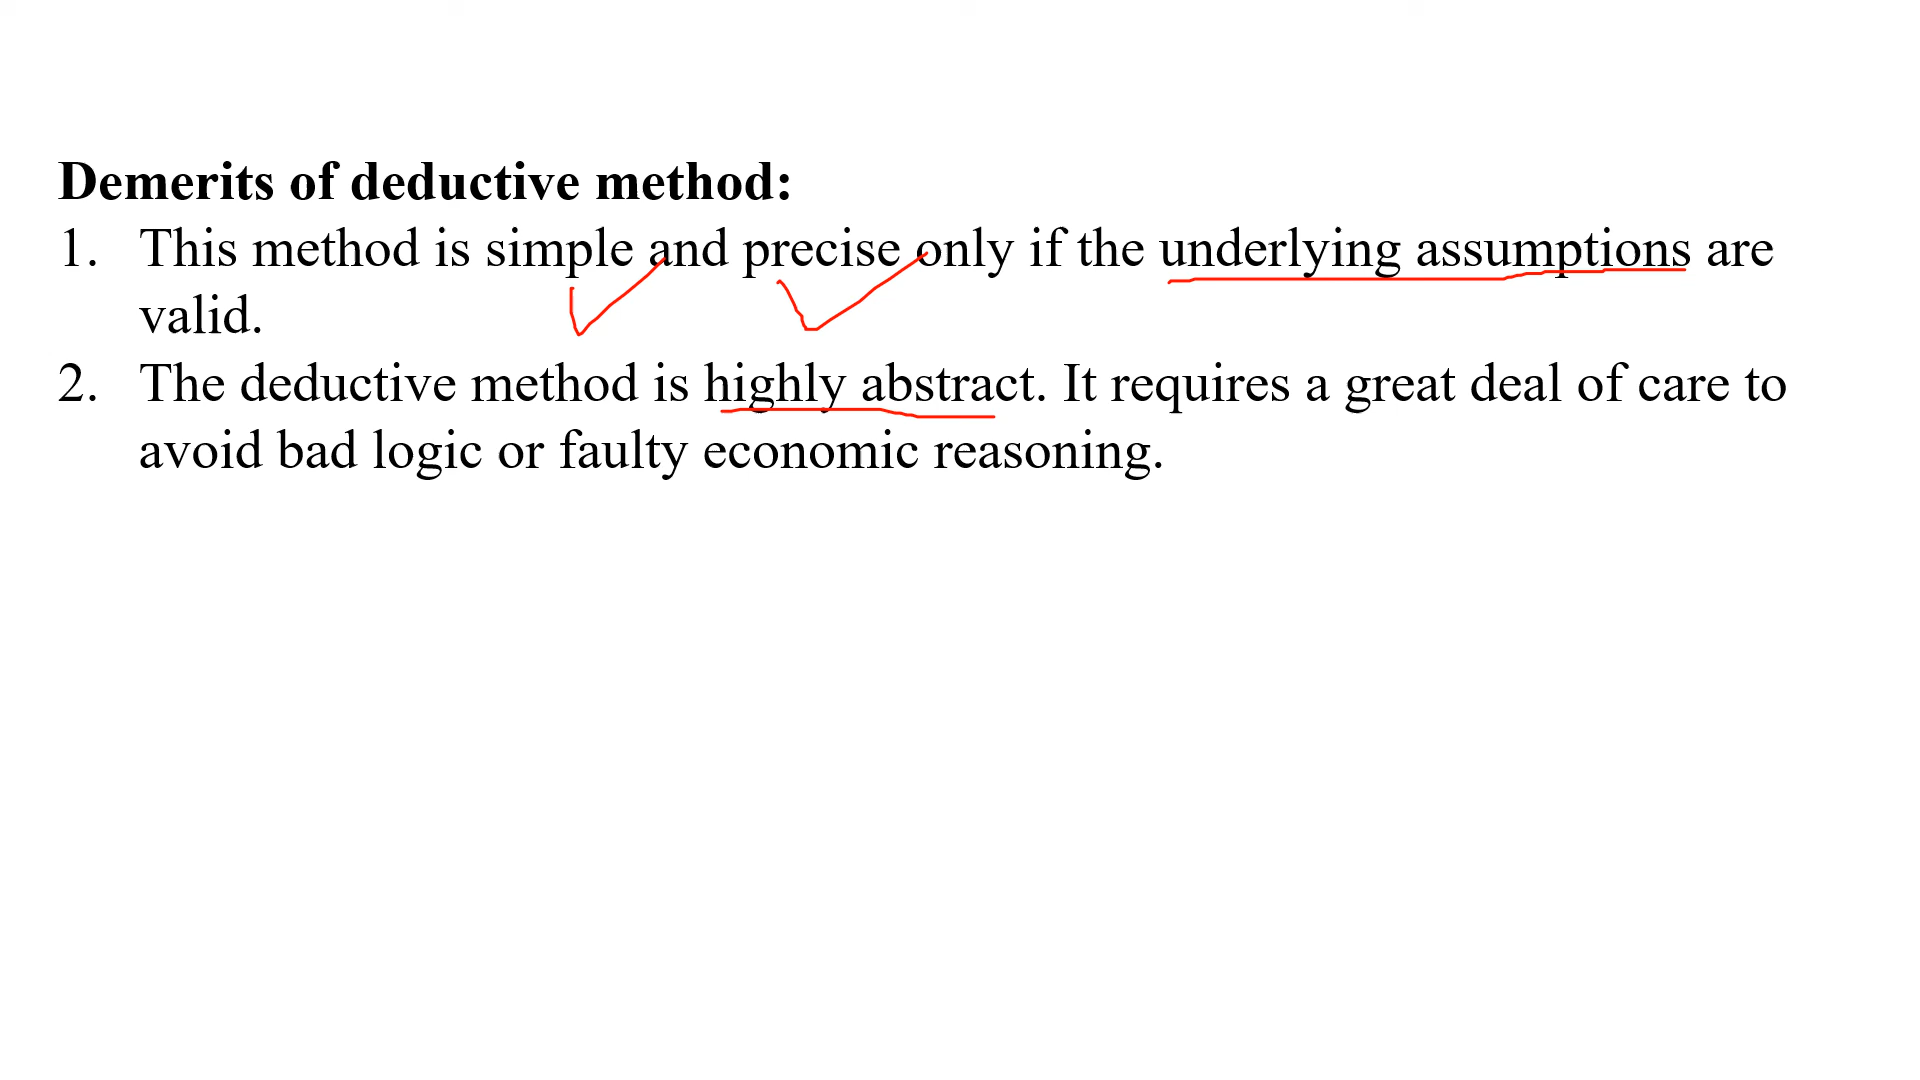 Demerits of deductive method:
1. This method is simple and precise only if the underlying assumptions are
valid.
2. The deductive method is highly abstract. It requires a great deal of care to
avoid bad logic or faulty economic reasoning.